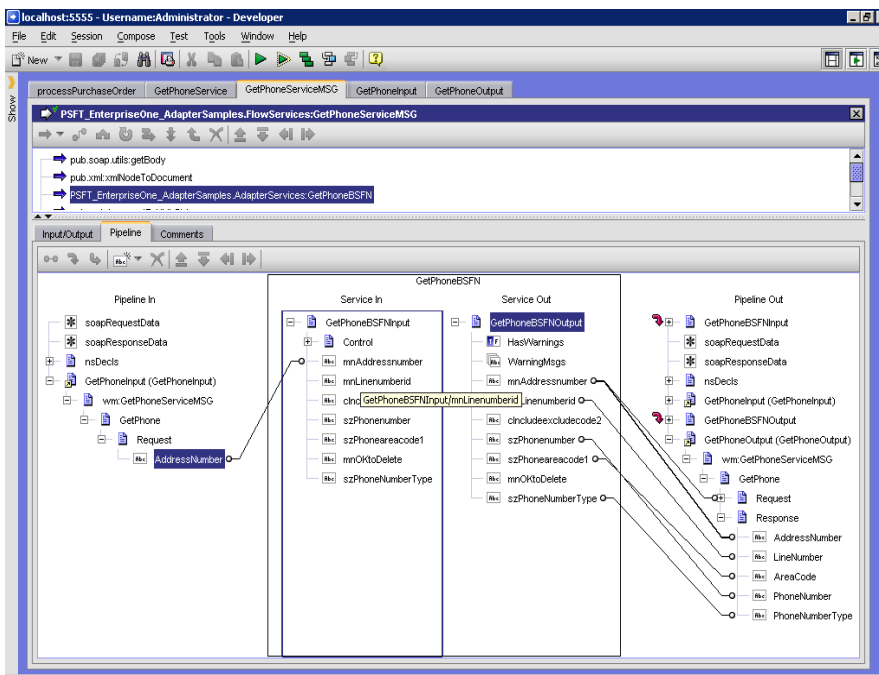 localhost:5555 - Username:Administrator - Developer
File Edit Session Compose Test Tools Window Help
New
Show
processPurchaseOrder GetPhoneService GetPhoneServiceMSG GetPhoneInput GetPhoneOutput
PSFT_EnterpriseOne_AdapterSamples.FlowServices:GetPhoneServiceMSG
pub.soap.utils:getBody
pub.xml:xmlNodeToDocument
PSFT_EnterpriseOne_AdapterSamples.AdapterServices:GetPhoneBSFN
Input/Output Pipeline Comments
GetPhoneBSFN
Pipeline In Service In Service Out Pipeline Out
soapRequestData GetPhoneBSFNInput GetPhoneBSFNOutput GetPhoneBSFNInput
soapResponseData Control HasWarnings soapRequestData
nsDecls mnAddressnumber WarningMsgs soapResponseData
GetPhoneInput (GetPhoneInput) mnLinenumberid mnAddressnumber nsDecls
wm:GetPhoneServiceMSG GetPhoneBSFNInput/mnLinenumberid GetPhoneInput (GetPhoneInput)
GetPhone szPhonenumber clncludeexcludecode2 GetPhoneBSFNOutput
Request szPhoneareacode1 szPhonenumber GetPhoneOutput (GetPhoneOutput)
AddressNumber mnOKtoDelete szPhoneareacode1 wm:GetPhoneServiceMSG
szPhoneNumberType mnOKtoDelete GetPhone
szPhoneNumberType Request
Response
AddressNumber
LineNumber
AreaCode
PhoneNumber
PhoneNumberType